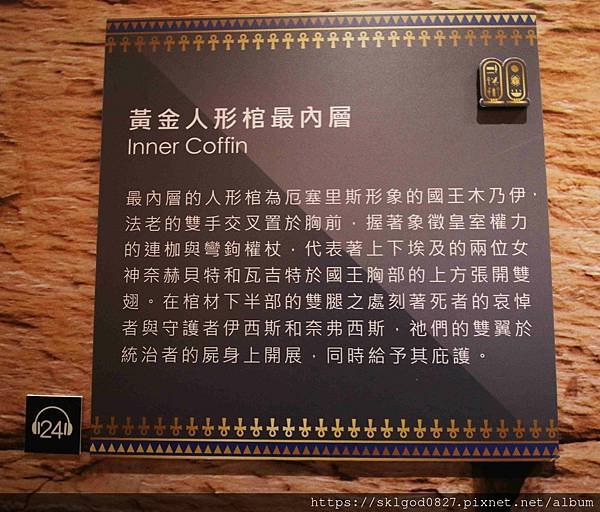 黃金人形棺最內層
Inner Coffin
最內層的人形棺為厄塞里斯形象的國王木乃伊，
法老的雙手交叉置於胸前，握著象徵皇室權力
的連枷與彎鉤權杖，代表著上下埃及的兩位女
神奈赫貝特和瓦吉特於國王胸部的上方張開雙
翅。在棺材下半部的雙腿之處刻著死者的哀悼
者與守護者伊西斯和奈弗西斯，祂們的雙翼於
統治者的屍身上開展，同時給予其庇護。
24
https://sklgod0827.pixnet.net/album